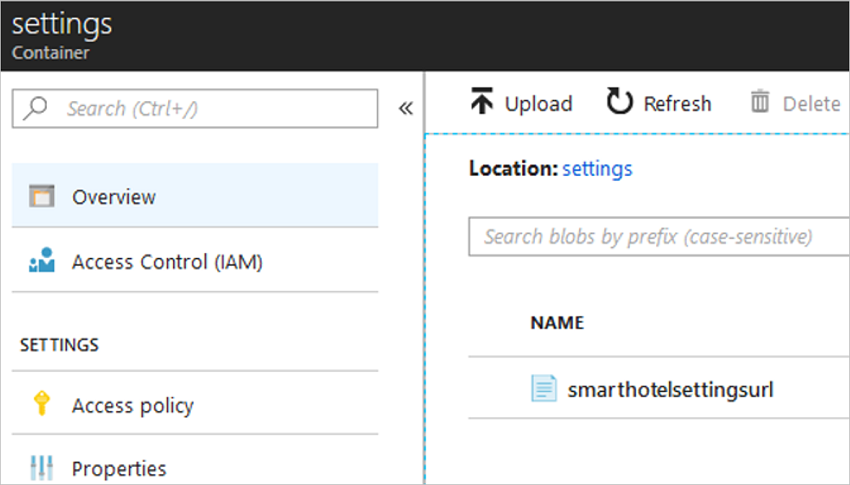 settings
Container
Search (Ctrl+/)
«
Upload
Refresh
Delete
Overview
Access Control (IAM)
SETTINGS
Access policy
Properties
Location: settings
Search blobs by prefix (case-sensitive)
NAME
smarthotelsettingsurl